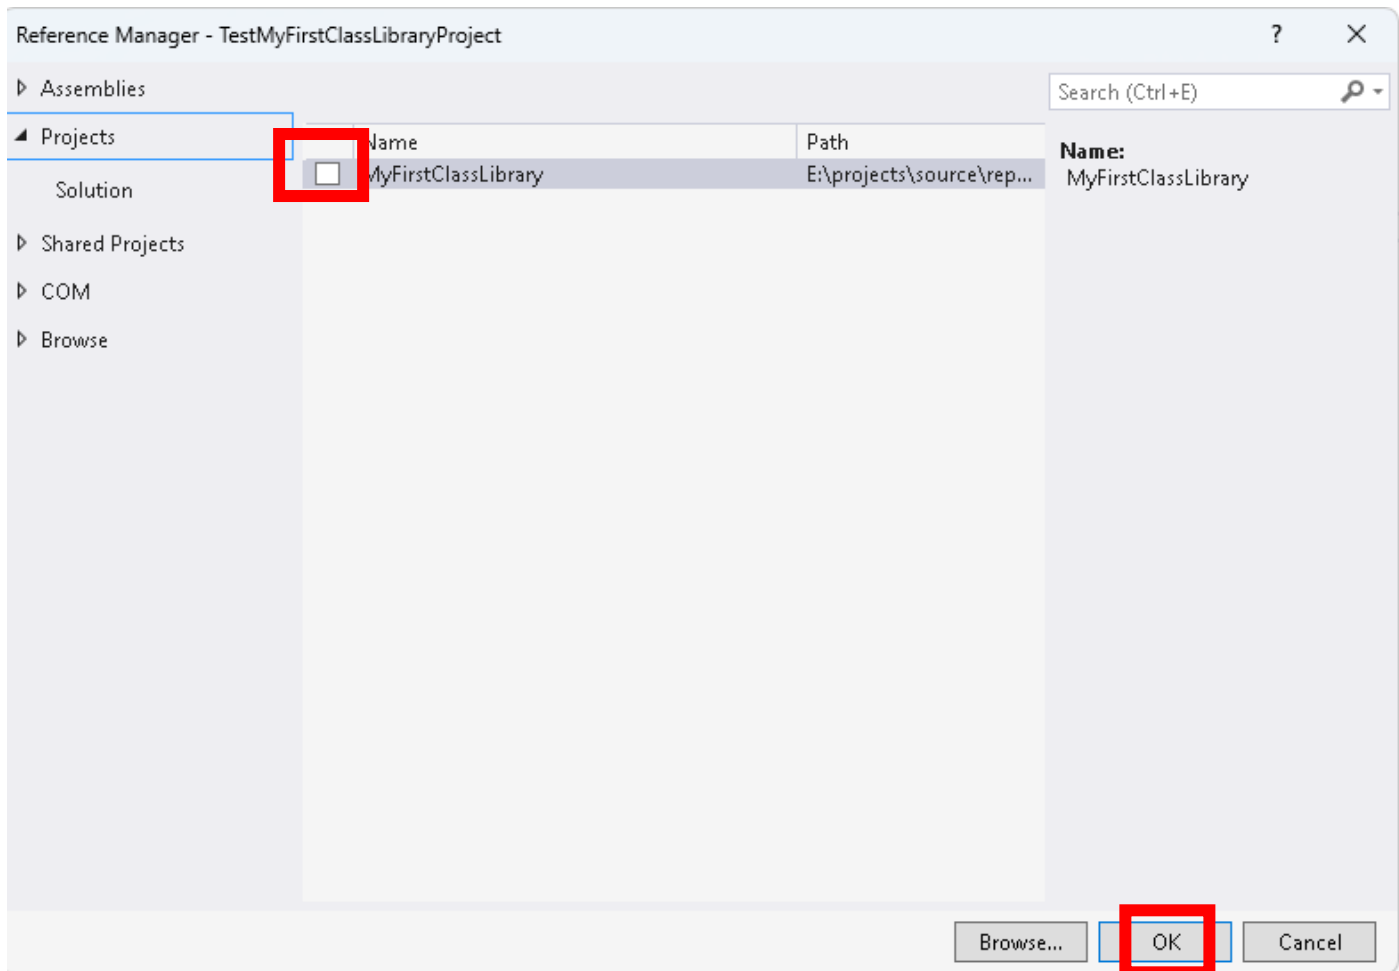 Reference Manager - TestMyFirstClassLibraryProject ?
Assemblies
Search (Ctrl+E)
Projects
Name Path
MyFirstClassLibrary E:\projects\source\rep...
Name:
MyFirstClassLibrary
Solution
Shared Projects
COM
Browse
Browse... OK Cancel